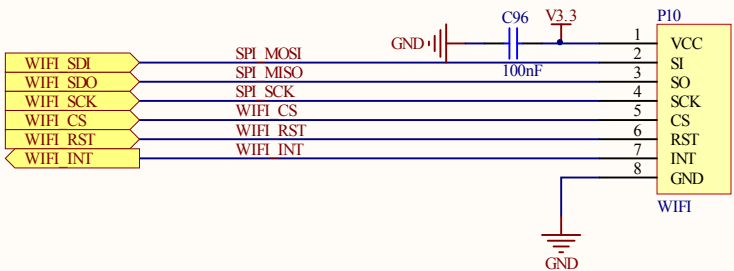 C96 V3.3 P10
GND 1 VCC
100nF
WIFI_SDI SPI_MOSI 2 SI
WIFI_SDO SPI_MISO 3 SO
WIFI_SCK SPI_SCK 4 SCK
WIFI_CS WIFI_CS 5 CS
WIFI_RST WIFI_RST 6 RST
WIFI_INT WIFI_INT 7 INT
8 GND
WIFI
GND